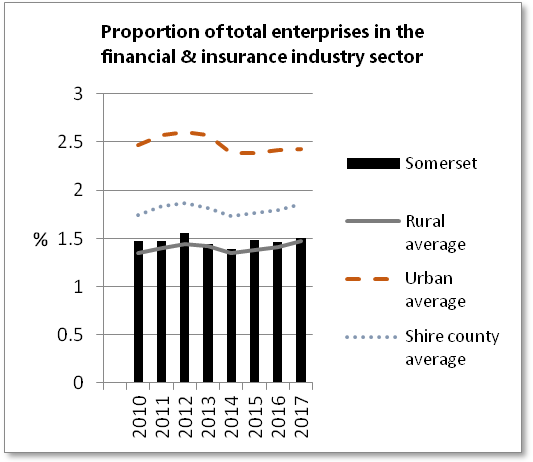 Proportion of total enterprises in the
financial & insurance industry sector
3
2.5
2
1.5
1
0.5
0
%
2010
2011
2012
2013
2014
2015
2016
2017
Somerset
Rural
average
Urban
average
Shire county
average